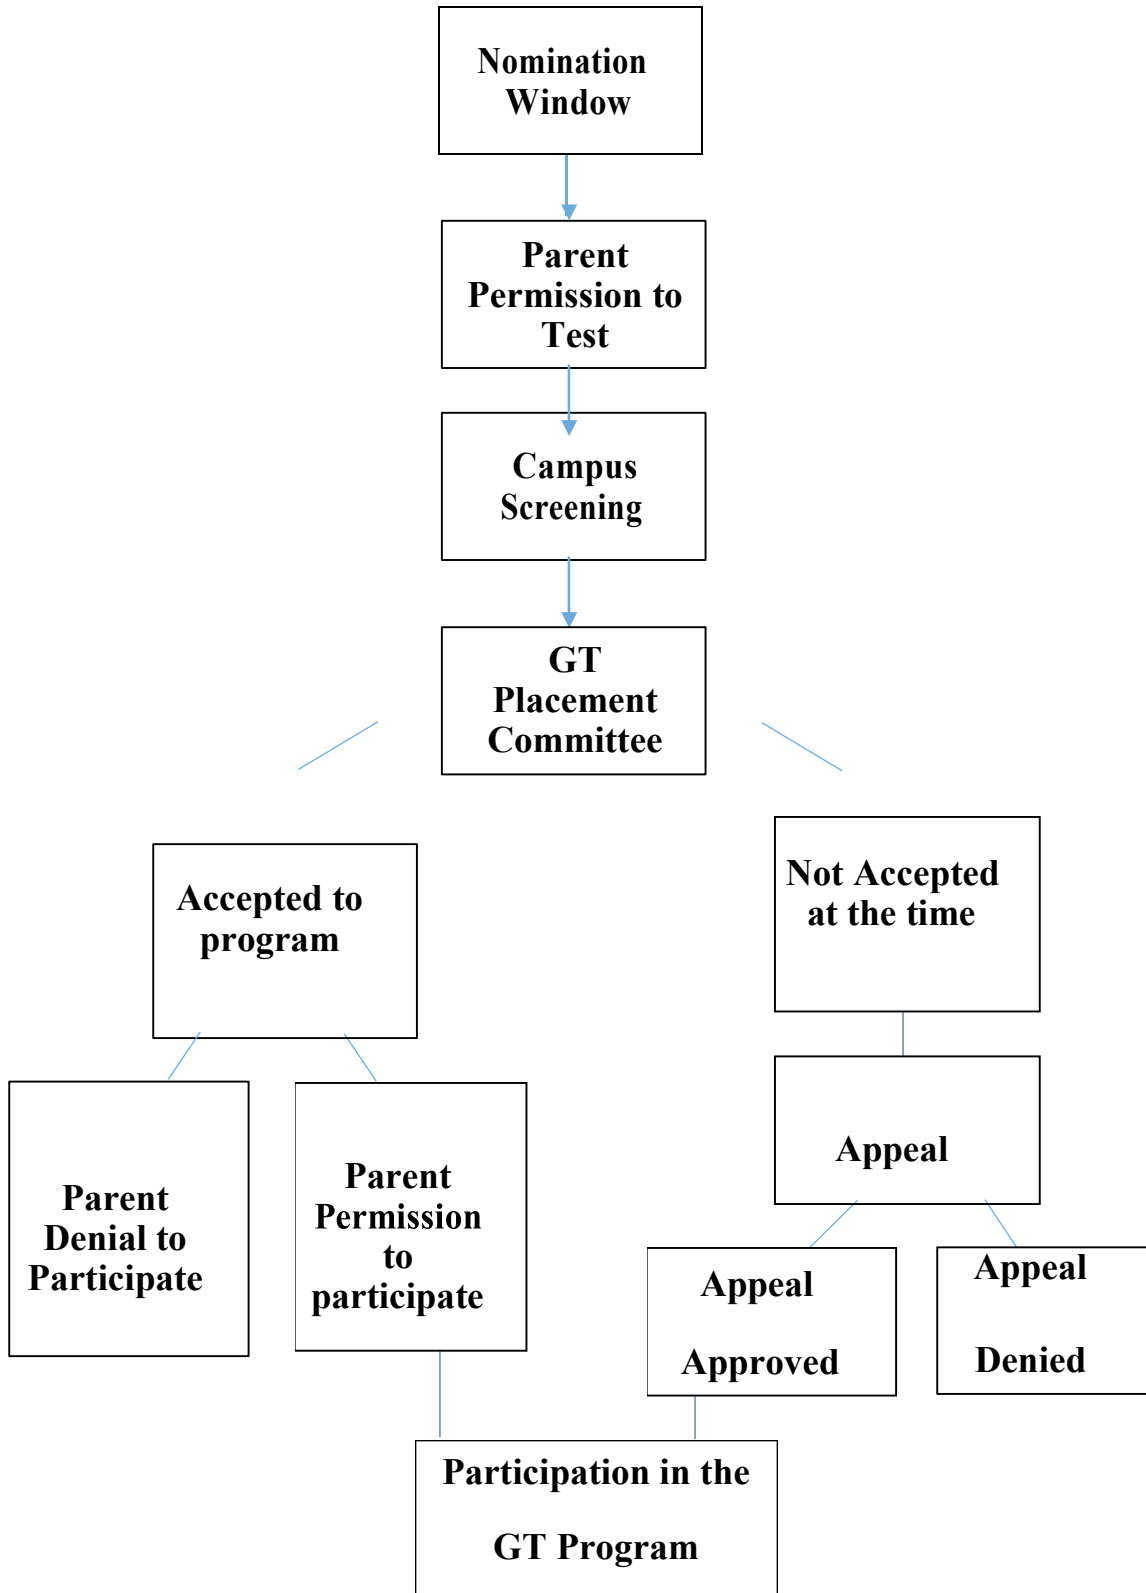 Nomination
Window
Parent
Permission to
Test
Campus
Screening
GT
Placement
Committee
Accepted to
program
Not Accepted
at the time
Parent
Denial to
Participate
Parent
Permission
to
participate
Appeal
Appeal
Approved
Appeal
Denied
Participation in the
GT Program